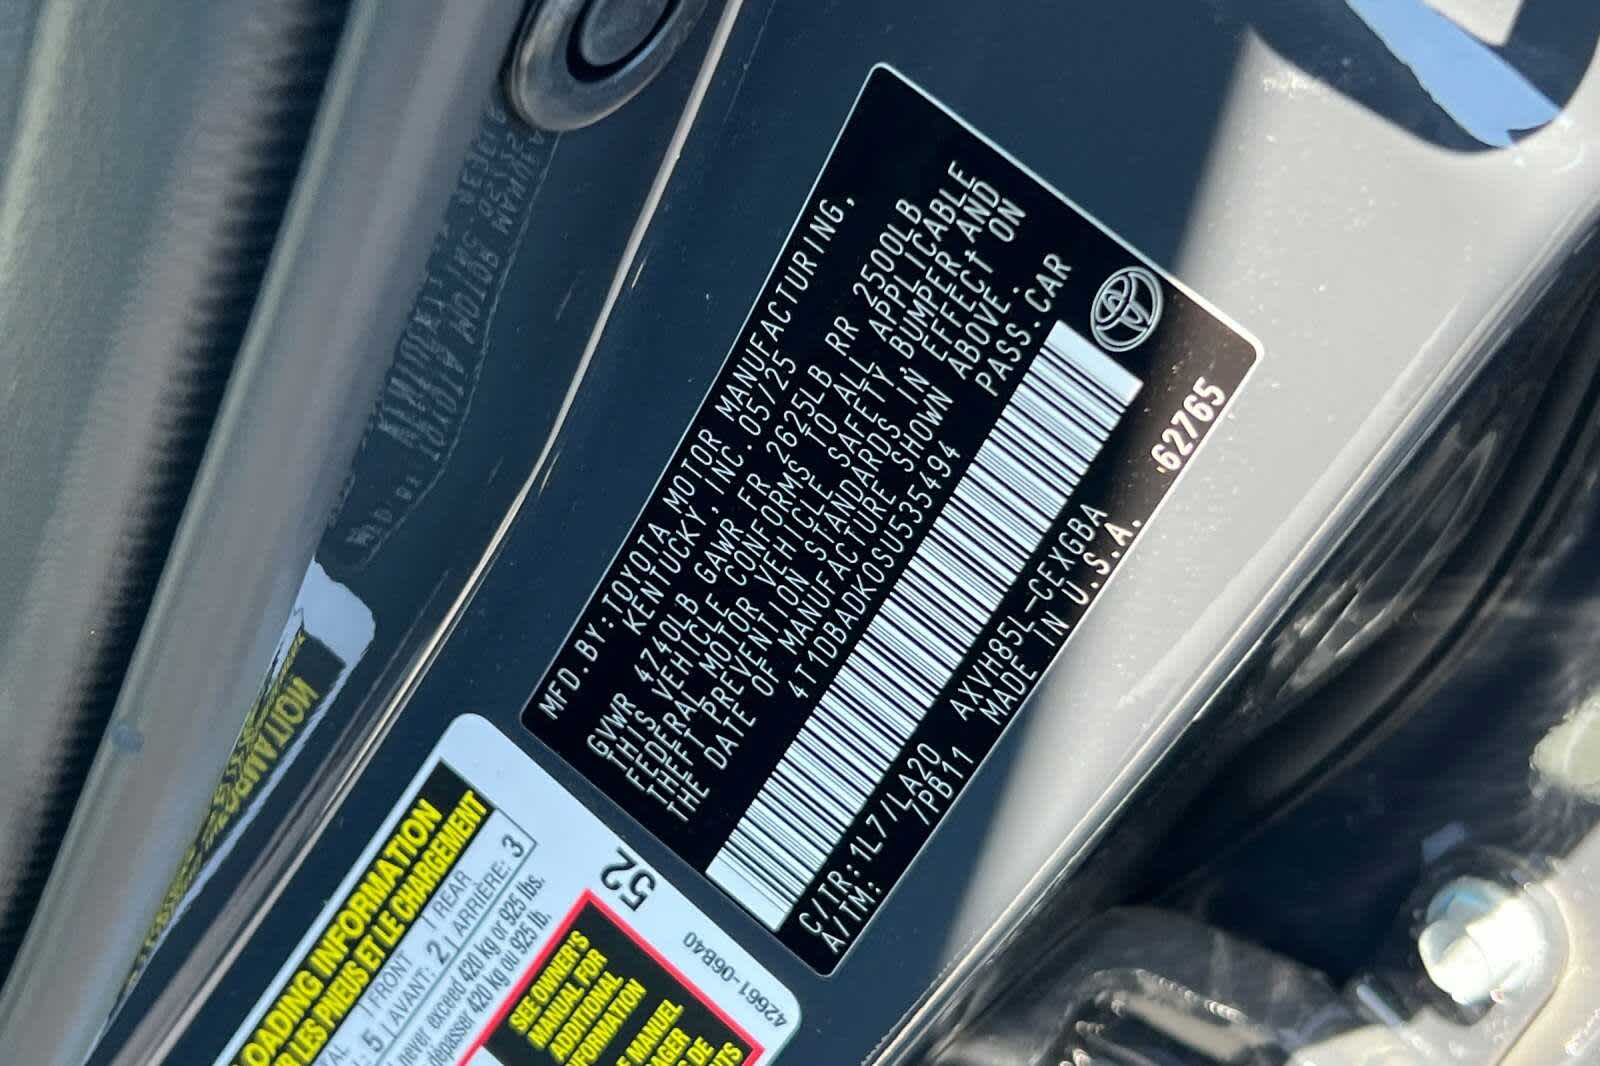 MFD.BY:TOYOTA MOTOR MANUFACTURING,
KENTUCKY, INC. 05/25
GVWR 4740LB GAWR FR 2625LB RR 2500LB
THIS VEHICLE CONFORMS TO ALL APPLICABLE
FEDERAL MOTOR VEHICLE SAFETY, BUMPER, AND
THEFT PREVENTION STANDARDS IN EFFECT ON
THE DATE OF MANUFACTURE SHOWN ABOVE.
4T1DBADK0SU535494 PASS.CAR
C/TR:1L7/LA20 AXVH85L-CEXGBA
A/TM: /PB11 MADE IN U.S.A.
62765
LOADING INFORMATION
LES PNEUS ET LE CHARGEMENT
FRONT 2 REAR 3
5 AVANT: ARRIÈRE:
never exceed 420 kg or 925 lbs.
dépasser 420 kg ou 925 lb.
52
SEE OWNER'S
MANUAL FOR
ADDITIONAL
INFORMATION
MANUEL
DE
42661-06B40